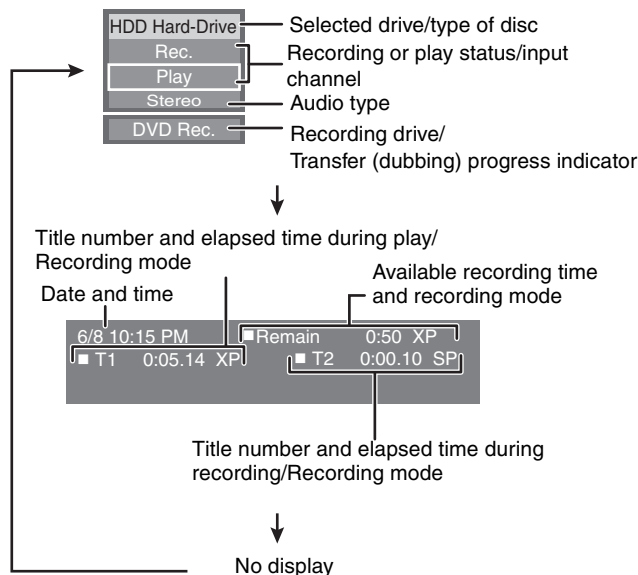 HDD Hard-Drive
Selected drive/type of disc
Rec.
Play
Recording or play status/input
channel
Stereo
Audio type
DVD Rec.
Recording drive/
Transfer (dubbing) progress indicator
Title number and elapsed time during play/
Recording mode
Date and time
Available recording time
and recording mode
6/8 10:15 PM Remain 0:50 XP
T1 0:05.14 XP T2 0:00.10 SP
Title number and elapsed time during
recording/Recording mode
No display